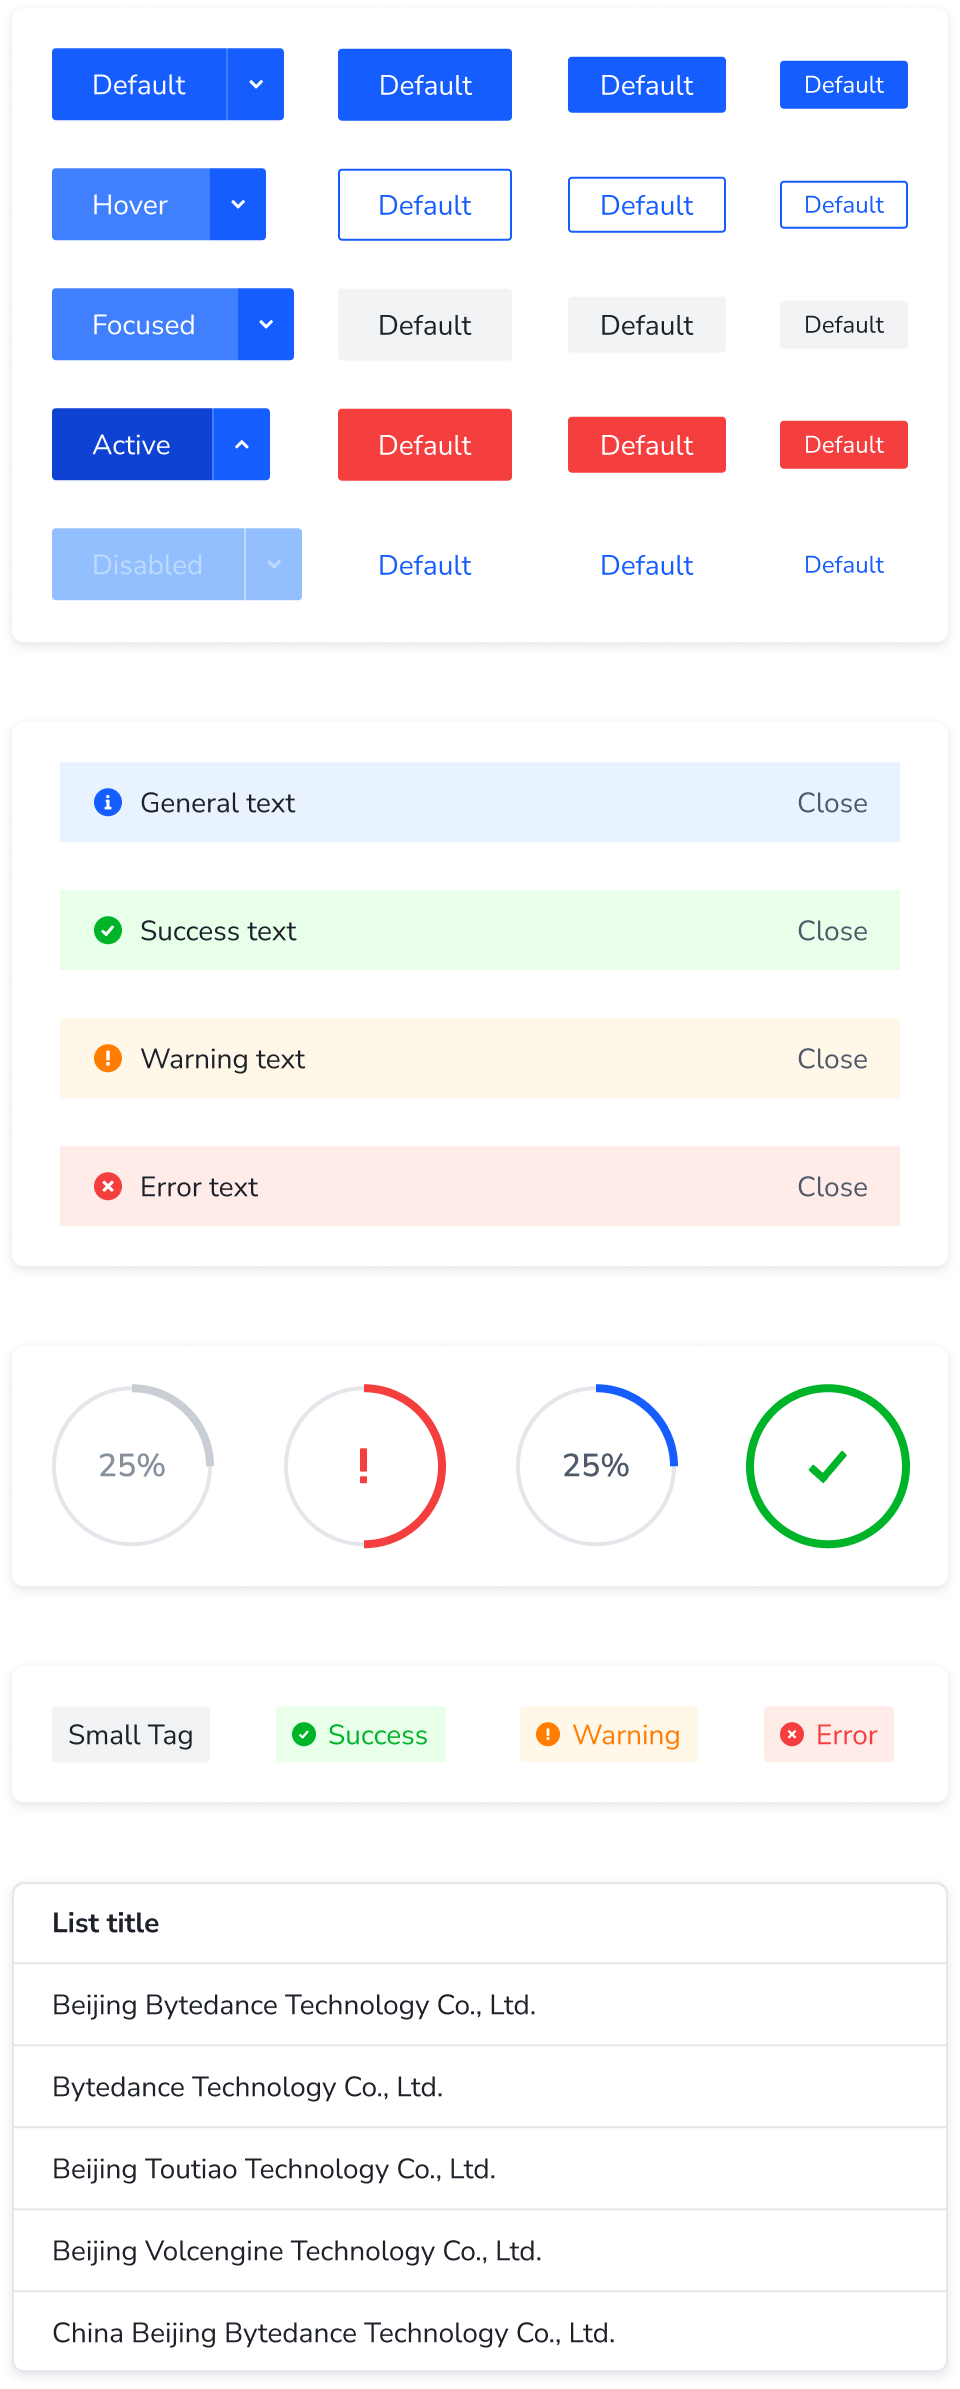 Default Default Default Default
Hover Default Default Default
Focused Default Default Default
Active Default Default Default
Disabled Default Default Default
General text Close
Success text Close
Warning text Close
Error text Close
25% ! 25%
Small Tag Success Warning Error
List title
Beijing Bytedance Technology Co., Ltd.
Bytedance Technology Co., Ltd.
Beijing Toutiao Technology Co., Ltd.
Beijing Volcengine Technology Co., Ltd.
China Beijing Bytedance Technology Co., Ltd.